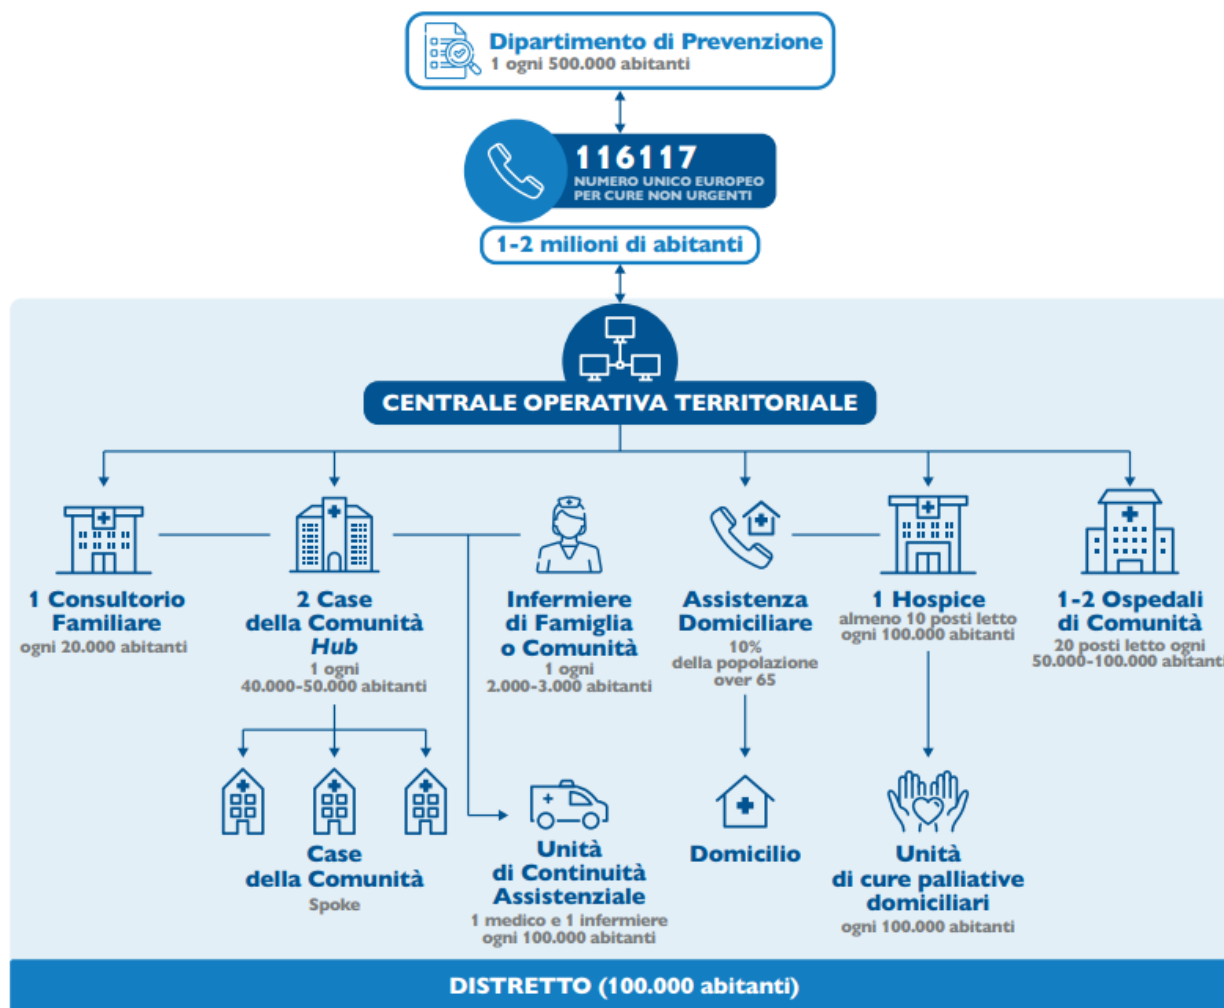 Dipartimento di Prevenzione
1 ogni 500.000 abitanti
116117
NUMERO UNICO EUROPEO
PER CURE NON URGENTI
1-2 milioni di abitanti
CENTRALE OPERATIVA TERRITORIALE
1 Consultorio
Familiare
ogni 20.000 abitanti
2 Case
della Comunità
Hub
1 ogni
40.000-50.000 abitanti
Infermiere
di Famiglia
o Comunità
1 ogni
2.000-3.000 abitanti
Assistenza
Domiciliare
10%
della popolazione
over 65
1 Hospice
almeno 10 posti letto
ogni 100.000 abitanti
1-2 Ospedali
di Comunità
20 posti letto ogni
50.000-100.000 abitanti
Case
della Comunità
Spoke
Unità
di Continuità
Assistenziale
1 medico e 1 infermiere
ogni 100.000 abitanti
Domicilio
Unità
di cure palliative
domiciliari
ogni 100.000 abitanti
DISTRETTO (100.000 abitanti)